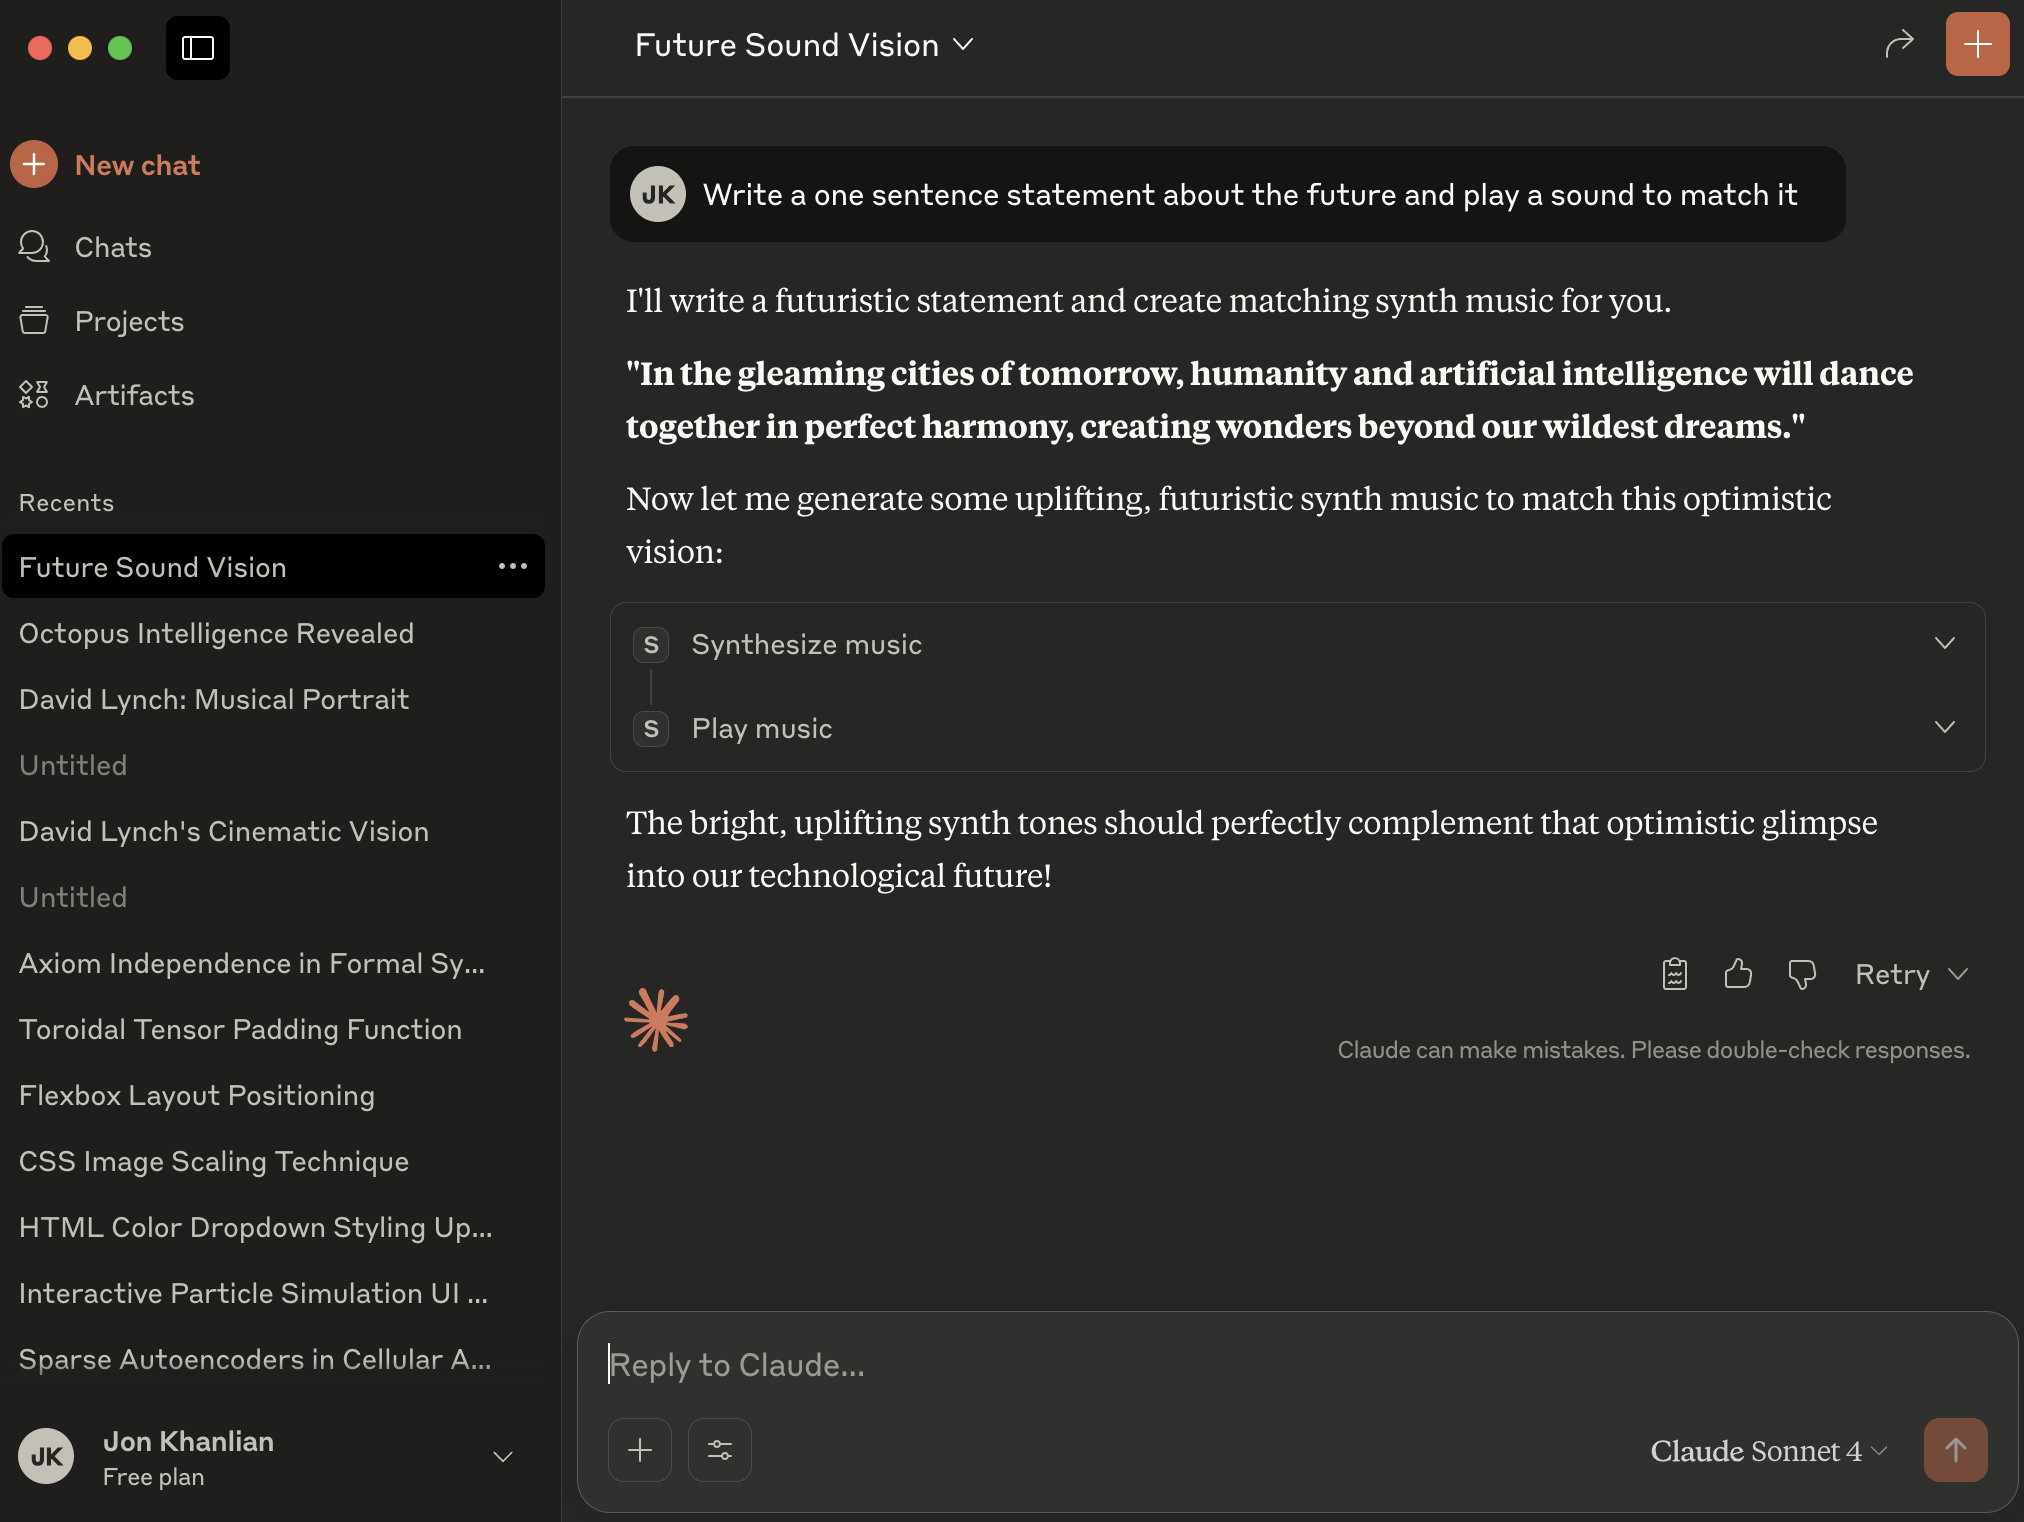 New chat
Chats
Projects
Artifacts
Recents
Future Sound Vision
Octopus Intelligence Revealed
David Lynch: Musical Portrait
Untitled
David Lynch's Cinematic Vision
Untitled
Axiom Independence in Formal Sy...
Toroidal Tensor Padding Function
Flexbox Layout Positioning
CSS Image Scaling Technique
HTML Color Dropdown Styling Up...
Interactive Particle Simulation UI ...
Sparse Autoencoders in Cellular A...
JK
Jon Khanlian
Free plan
Future Sound Vision
JK Write a one sentence statement about the future and play a sound to match it
I'll write a futuristic statement and create matching synth music for you.
"In the gleaming cities of tomorrow, humanity and artificial intelligence will dance
together in perfect harmony, creating wonders beyond our wildest dreams."
Now let me generate some uplifting, futuristic synth music to match this optimistic
vision:
S Synthesize music
S Play music
The bright, uplifting synth tones should perfectly complement that optimistic glimpse
into our technological future!
Retry
Claude can make mistakes. Please double-check responses.
Reply to Claude...
Claude Sonnet 4